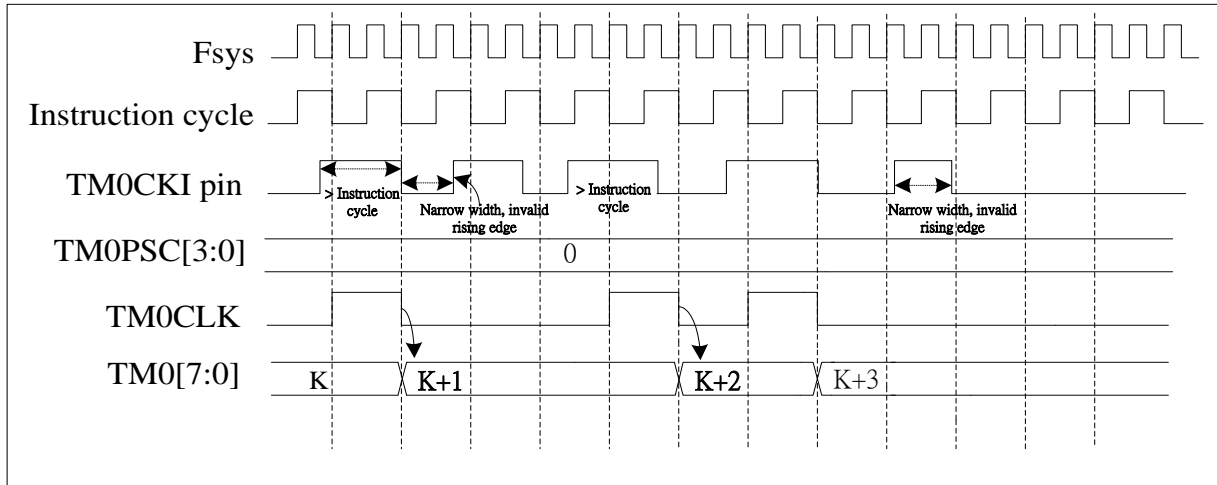 Fsys
Instruction cycle
TM0CKI pin
> Instruction
cycle
Narrow width, invalid
rising edge
> Instruction
cycle
Narrow width, invalid
rising edge
TM0PSC[3:0]
0
TM0CLK
TM0[7:0]
K
K+1
K+2
K+3